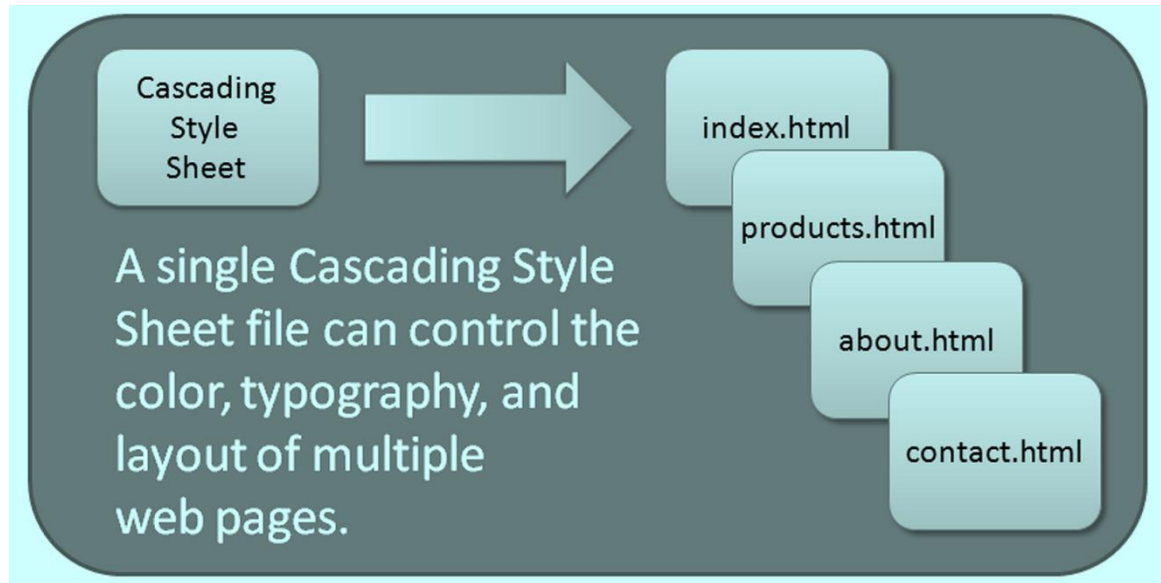 Cascading
Style
Sheet
index.html
products.html
about.html
contact.html
A single Cascading Style
Sheet file can control the
color, typography, and
layout of multiple
web pages.